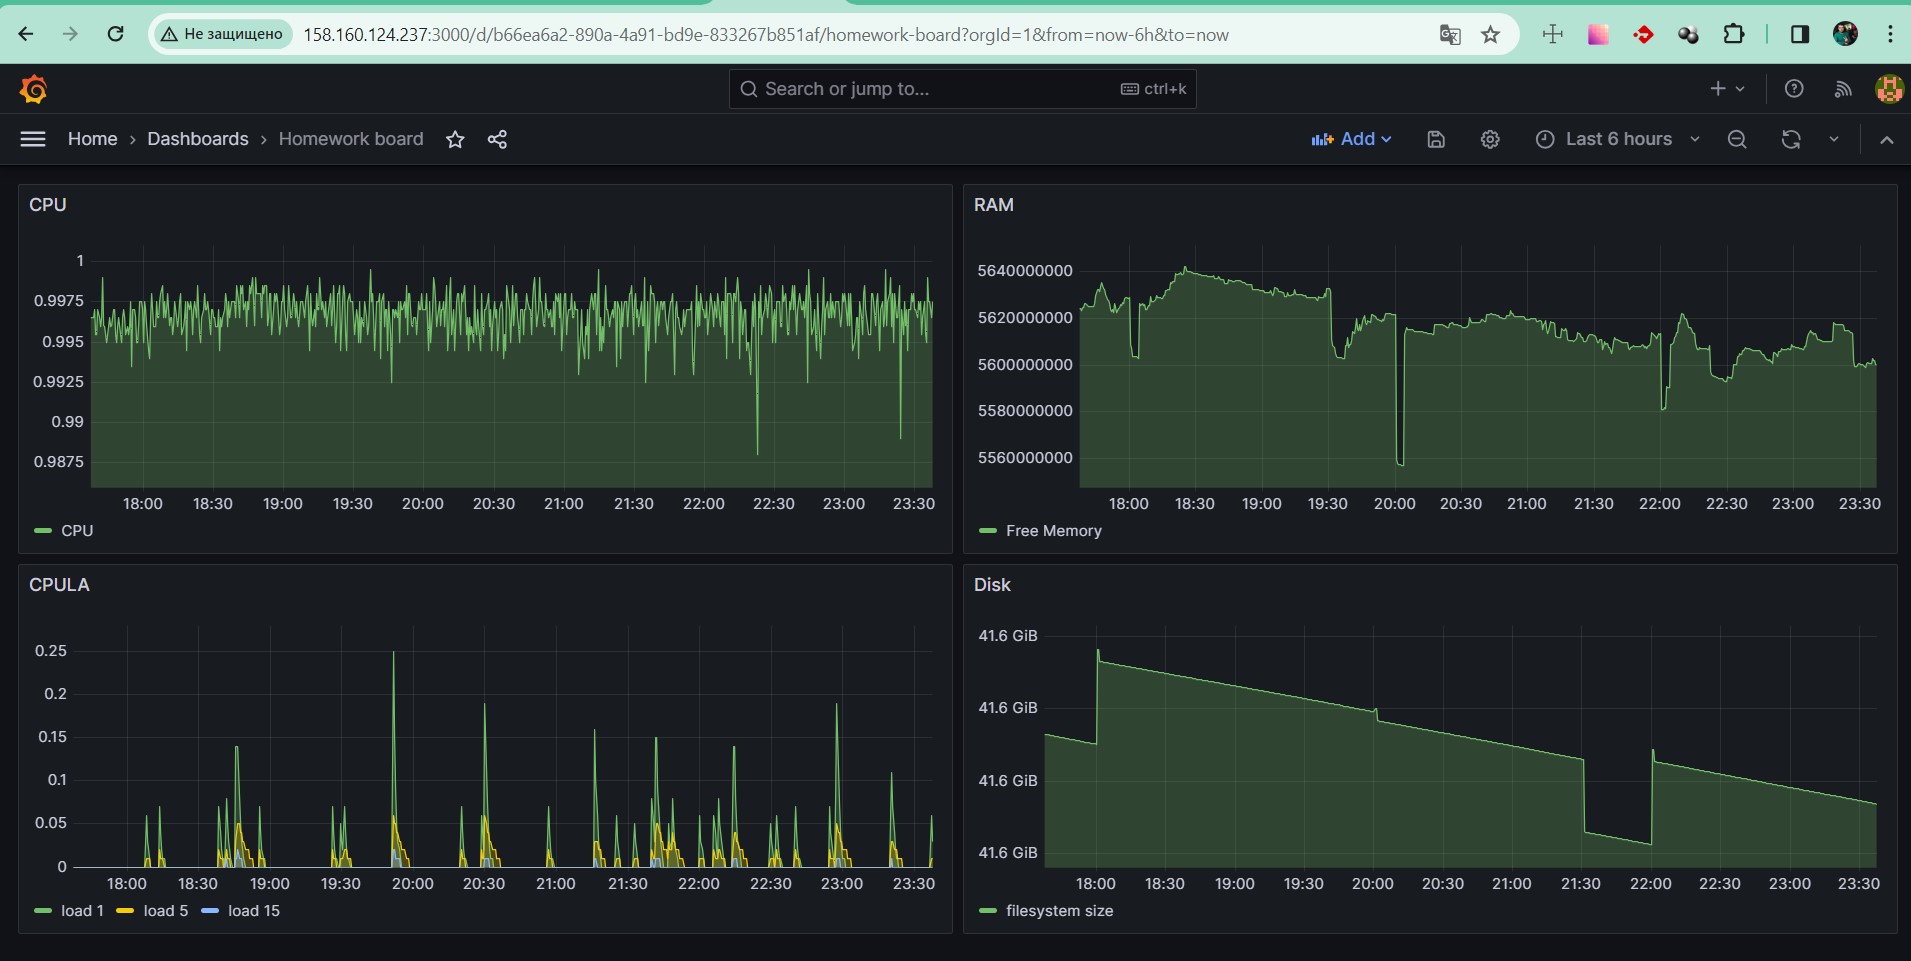 Не защищено 158.160.124.237:3000/d/b66ea6a2-890a-4a91-bd9e-833267b851af/homework-board?orgId=1&from=now-6h&to=now
Search or jump to... ctrl+k
Home › Dashboards › Homework board Add Last 6 hours
CPU
1
0.9975
0.995
0.9925
0.99
0.9875
18:00 18:30 19:00 19:30 20:00 20:30 21:00 21:30 22:00 22:30 23:00 23:30
CPU
RAM
5640000000
5620000000
5600000000
5580000000
5560000000
18:00 18:30 19:00 19:30 20:00 20:30 21:00 21:30 22:00 22:30 23:00 23:30
Free Memory
CPULA
0.25
0.2
0.15
0.1
0.05
0
18:00 18:30 19:00 19:30 20:00 20:30 21:00 21:30 22:00 22:30 23:00 23:30
load 1 load 5 load 15
Disk
41.6 GiB
41.6 GiB
41.6 GiB
41.6 GiB
18:00 18:30 19:00 19:30 20:00 20:30 21:00 21:30 22:00 22:30 23:00 23:30
filesystem size